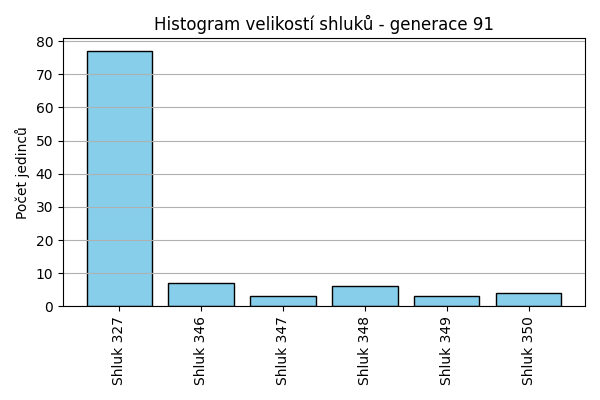 Histogram velikostí shluků - generace 91
Počet jedinců
80
70
60
50
40
30
20
10
0
Shluk 327
Shluk 346
Shluk 347
Shluk 348
Shluk 349
Shluk 350